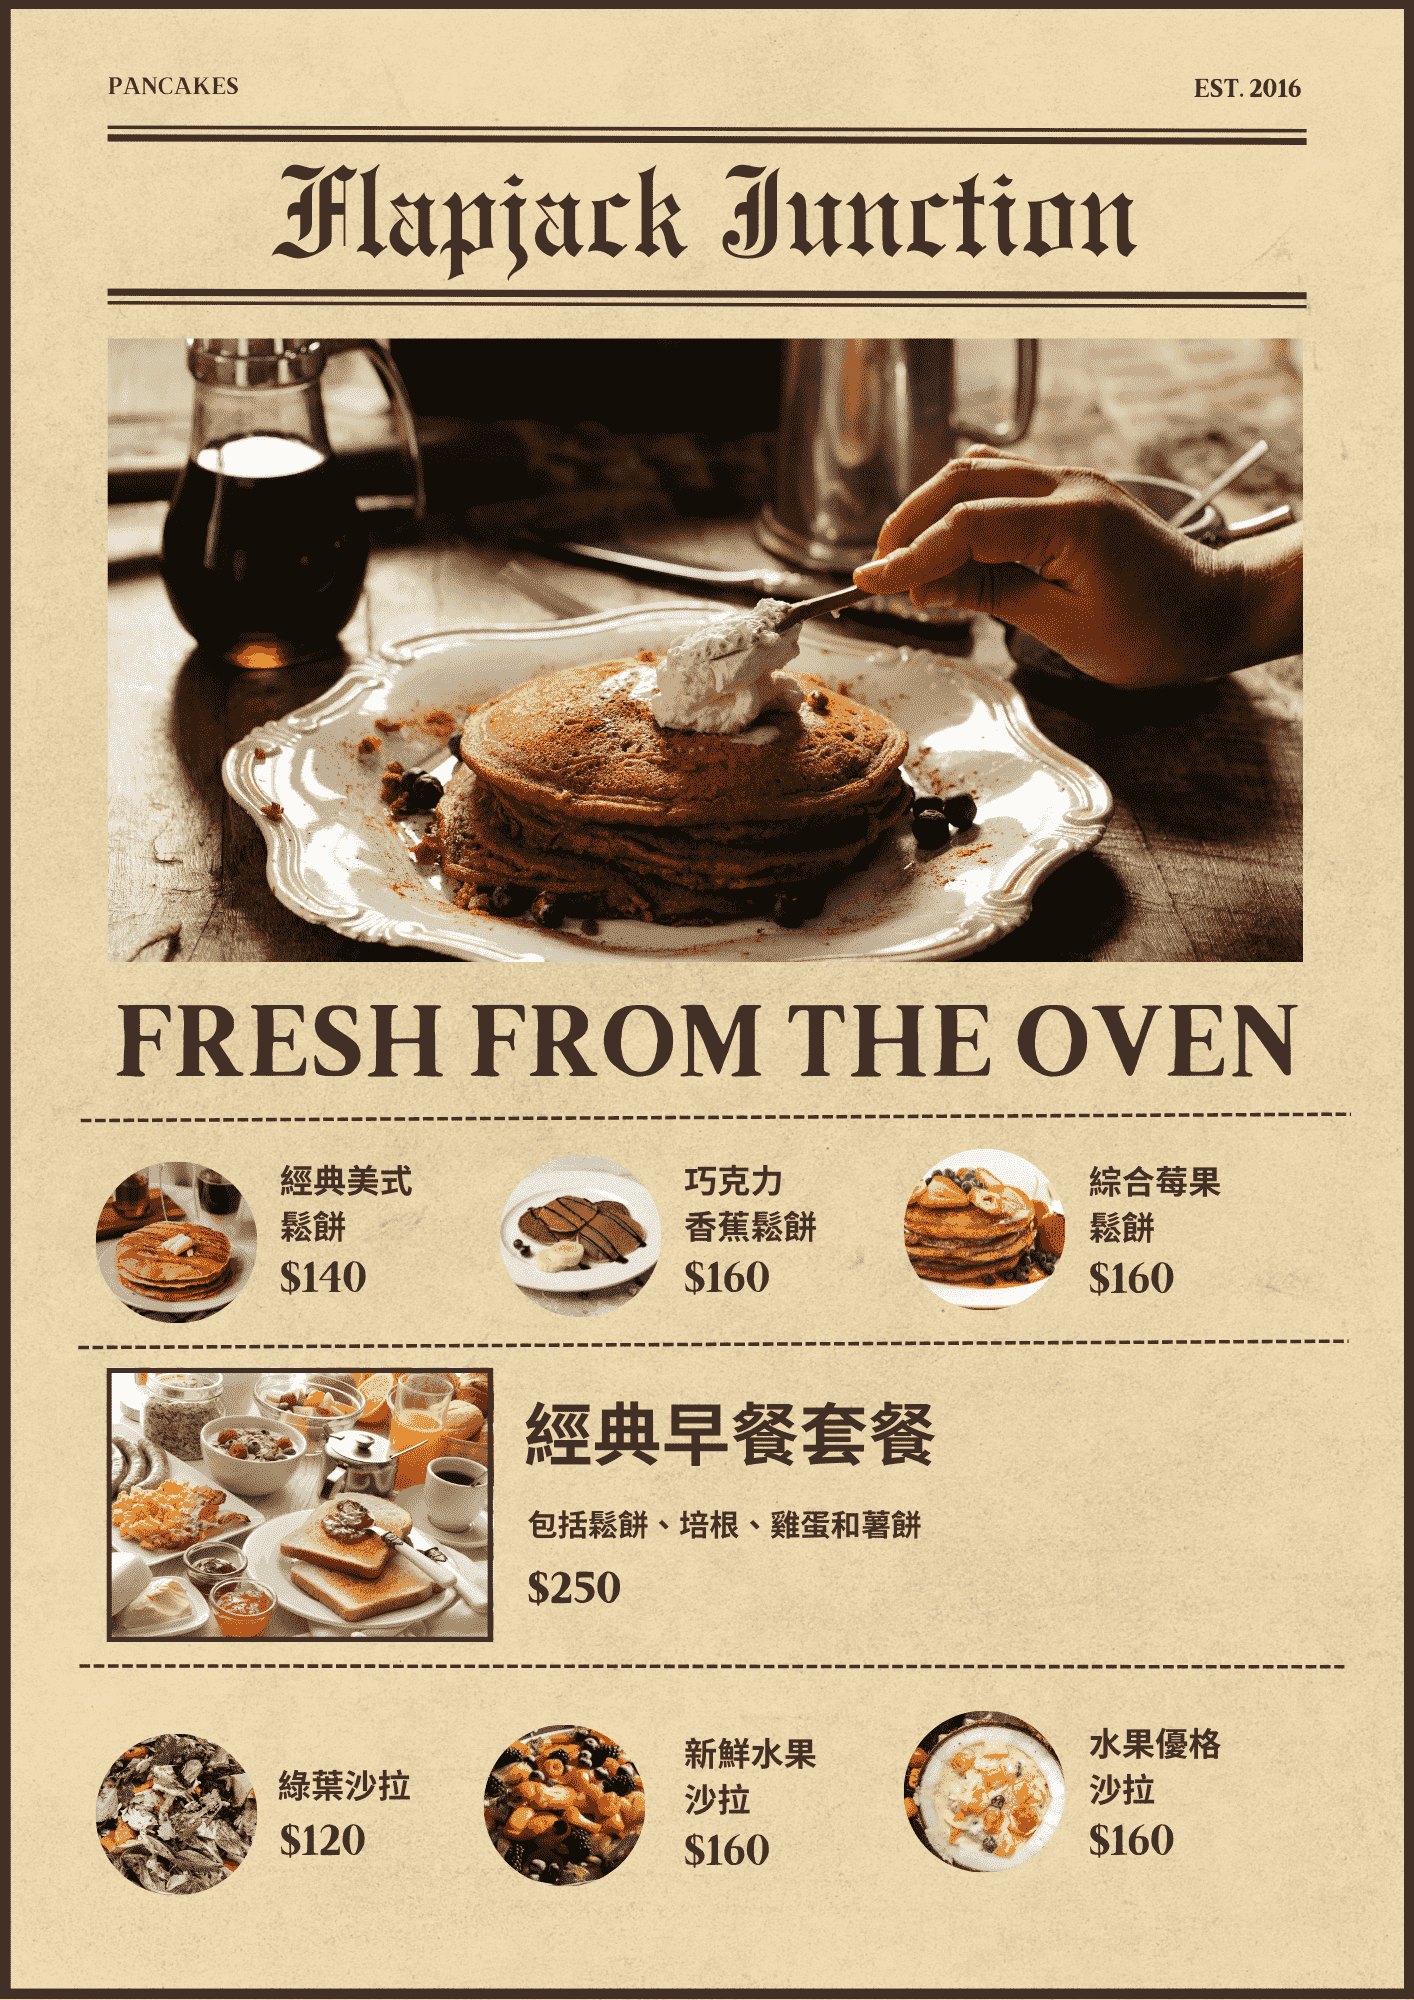 PANCAKES
EST. 2016
Flapjack Junction
FRESH FROM THE OVEN
經典美式
鬆餅
$140
巧克力
香蕉鬆餅
$160
綜合莓果
鬆餅
$160
經典早餐套餐
包括鬆餅、培根、雞蛋和薯餅
$250
綠葉沙拉
$120
新鮮水果
沙拉
$160
水果優格
沙拉
$160